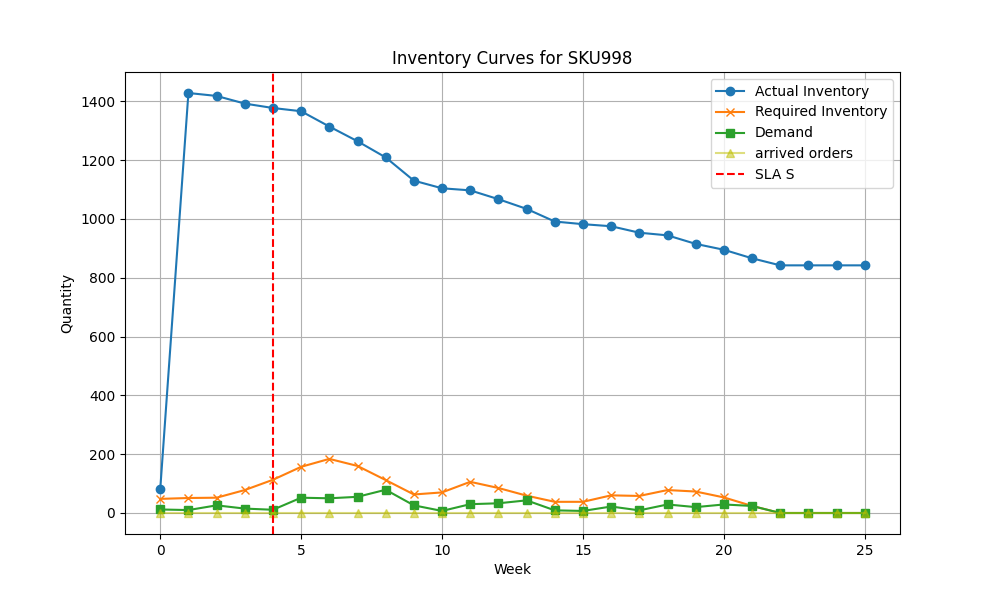 Inventory Curves for SKU998
Actual Inventory
Required Inventory
Demand
arrived orders
SLA S
Quantity
1400
1200
1000
800
600
400
200
0
0 5 10 15 20 25
Week